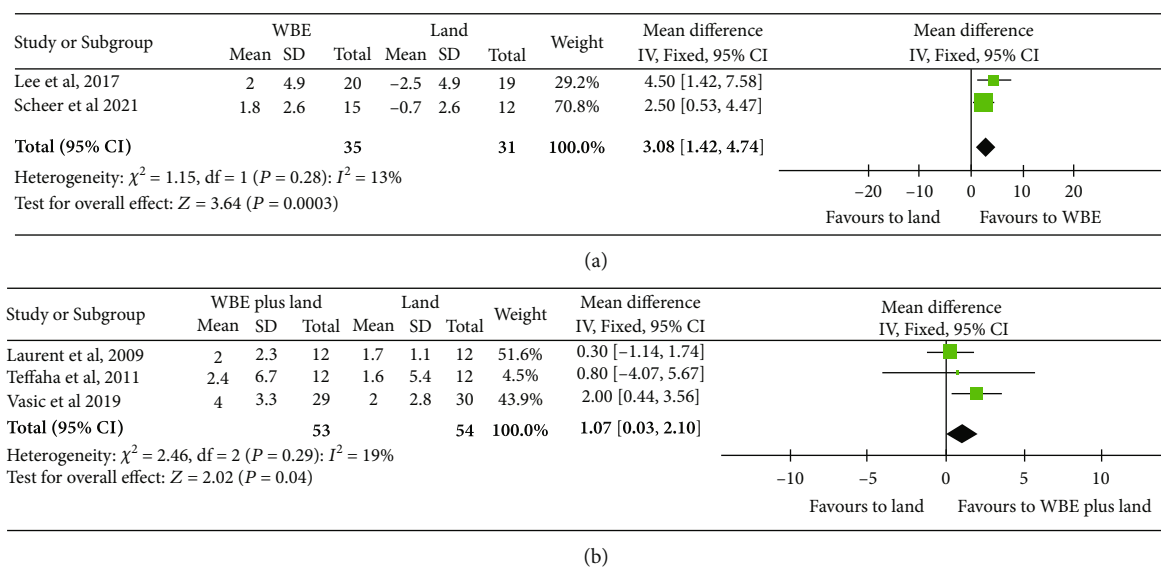 Study or Subgroup WBE Land Weight Mean difference Mean difference
Mean SD Total Mean SD Total IV, Fixed, 95% CI IV, Fixed, 95% CI
Lee et al, 2017 2 4.9 20 −2.5 4.9 19 29.2% 4.50 [1.42, 7.58]
Scheer et al 2021 1.8 2.6 15 −0.7 2.6 12 70.8% 2.50 [0.53, 4.47]
Total (95% CI) 35 31 100.0% 3.08 [1.42, 4.74]
Heterogeneity: χ² = 1.15, df = 1 (P = 0.28): I² = 13%
Test for overall effect: Z = 3.64 (P = 0.0003)
−20 −10 0 10 20
Favours to land Favours to WBE
(a)
Study or Subgroup WBE plus land Land Weight Mean difference Mean difference
Mean SD Total Mean SD Total IV, Fixed, 95% CI IV, Fixed, 95% CI
Laurent et al, 2009 2 2.3 12 1.7 1.1 12 51.6% 0.30 [−1.14, 1.74]
Teffaha et al, 2011 2.4 6.7 12 1.6 5.4 12 4.5% 0.80 [−4.07, 5.67]
Vasic et al 2019 4 3.3 29 2 2.8 30 43.9% 2.00 [0.44, 3.56]
Total (95% CI) 53 54 100.0% 1.07 [0.03, 2.10]
Heterogeneity: χ² = 2.46, df = 2 (P = 0.29): I² = 19%
Test for overall effect: Z = 2.02 (P = 0.04)
−10 −5 0 5 10
Favours to land Favours to WBE plus land
(b)